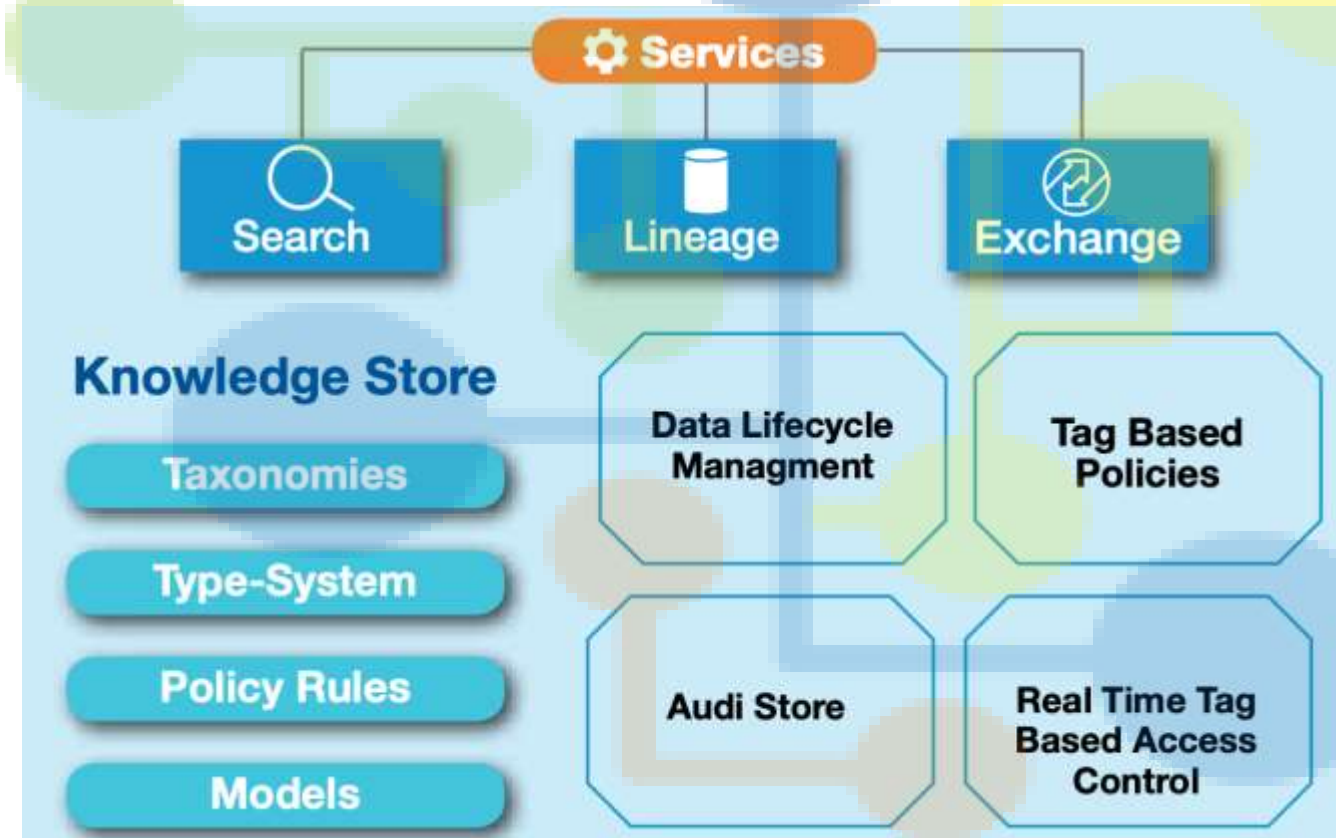 Services
Search
Lineage
Exchange
Knowledge Store
Taxonomies
Type-System
Policy Rules
Models
Data Lifecycle
Managment
Tag Based
Policies
Audi Store
Real Time Tag
Based Access
Control